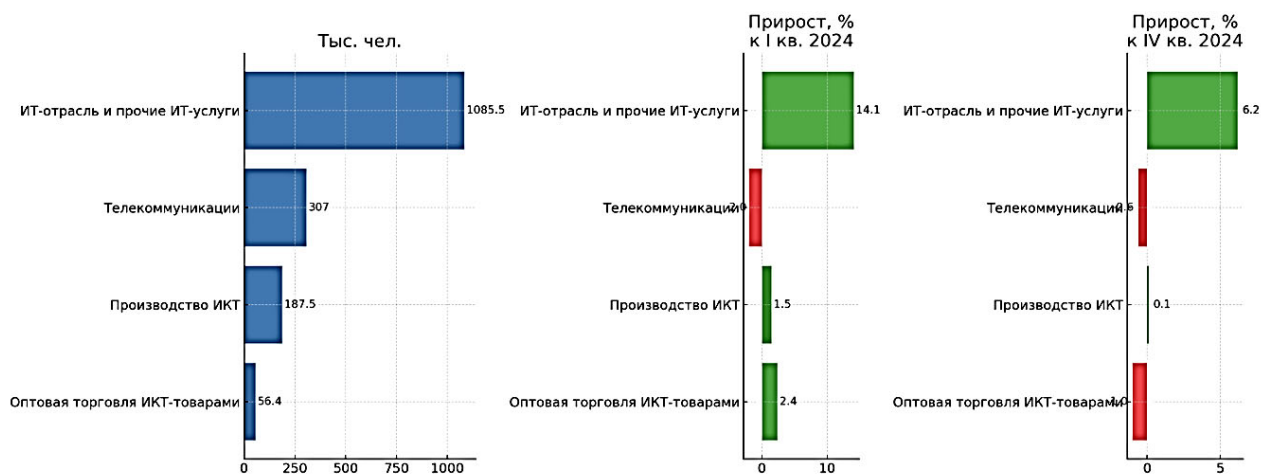 Тыс. чел.
ИТ-отрасль и прочие ИТ-услуги
1085.5
Телекоммуникации
307
Производство ИКТ
187.5
Оптовая торговля ИКТ-товарами
56.4
0 250 500 750 1000
Прирост, %
к I кв. 2024
ИТ-отрасль и прочие ИТ-услуги
14.1
Телекоммуникации
Производство ИКТ
1.5
Оптовая торговля ИКТ-товарами
2.4
0 10
Прирост, %
к IV кв. 2024
ИТ-отрасль и прочие ИТ-услуги
6.2
Телекоммуникации
Производство ИКТ
0.1
Оптовая торговля ИКТ-товарами
0 5